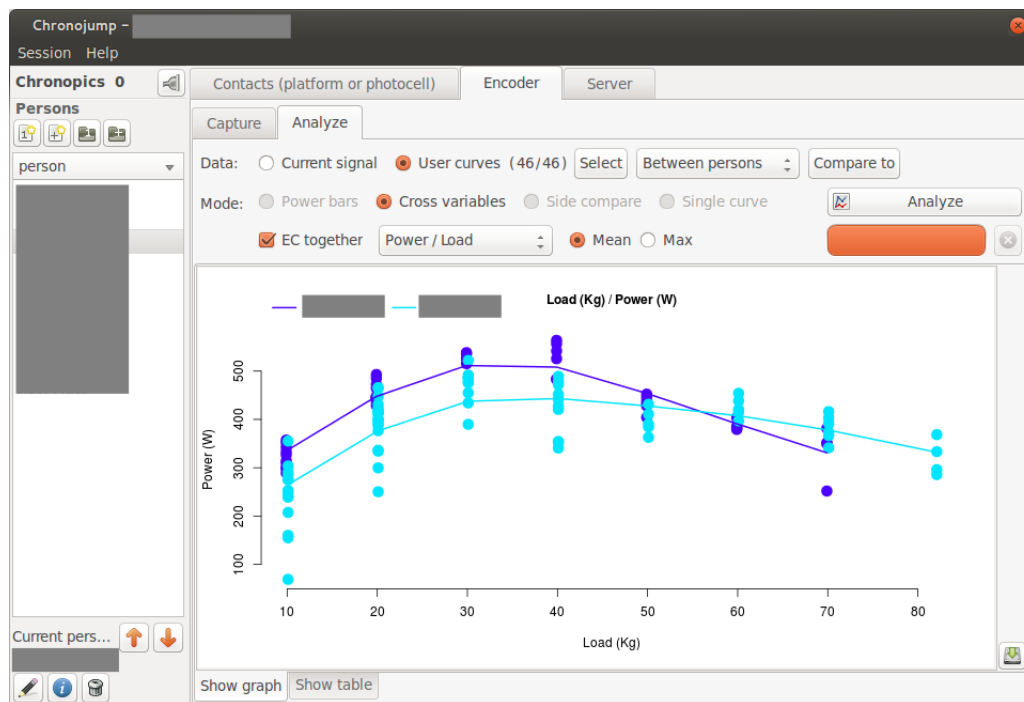 Chronojump –
Session Help
Chronopics 0
Contacts (platform or photocell) Encoder Server
Persons
Capture Analyze
person
Data: Current signal User curves (46/46) Select Between persons Compare to
Mode: Power bars Cross variables Side compare Single curve Analyze
EC together Power / Load Mean Max
Load (Kg) / Power (W)
Power (W)
500
400
300
200
100
10 20 30 40 50 60 70 80
Load (Kg)
Current pers...
Show graph Show table